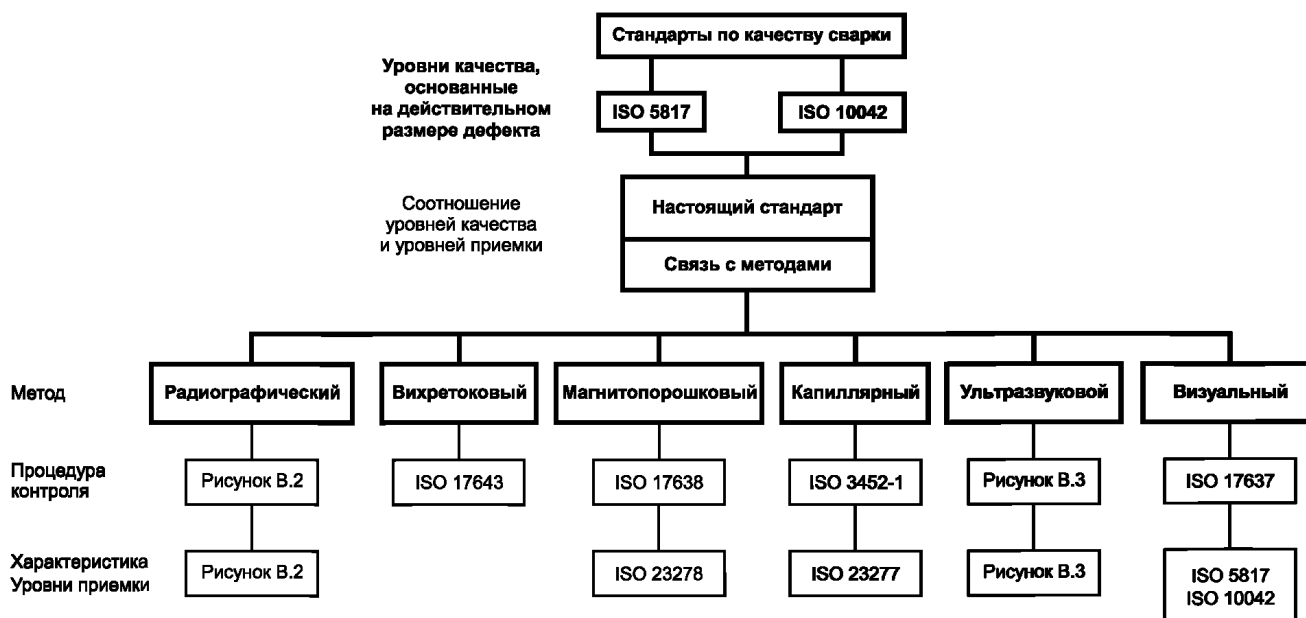 Стандарты по качеству сварки
Уровни качества,
основанные
на действительном
размере дефекта
ISO 5817
ISO 10042
Соотношение
уровней качества
и уровней приемки
Настоящий стандарт
Связь с методами
Метод
Радиографический
Вихретоковый
Магнитопорошковый
Капиллярный
Ультразвуковой
Визуальный
Процедура
контроля
Рисунок В.2
ISO 17643
ISO 17638
ISO 3452-1
Рисунок В.3
ISO 17637
Характеристика
Уровни приемки
Рисунок В.2
ISO 23278
ISO 23277
Рисунок В.3
ISO 5817
ISO 10042